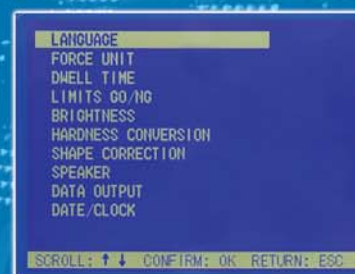 LANGUAGE
FORCE UNIT
DWELL TIME
LIMITS GO/NG
BRIGHTNESS
HARDNESS CONVERSION
SHAPE CORRECTION
SPEAKER
DATA OUTPUT
DATE/CLOCK
SCROLL: ↑ ↓ CONFIRM: OK RETURN: ESC